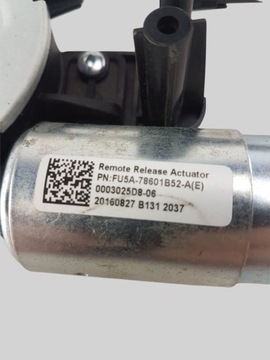 Remote Release Actuator
PN:FU5A-78601B52-A(E)
0003025D8-06
20160827 B131 2037